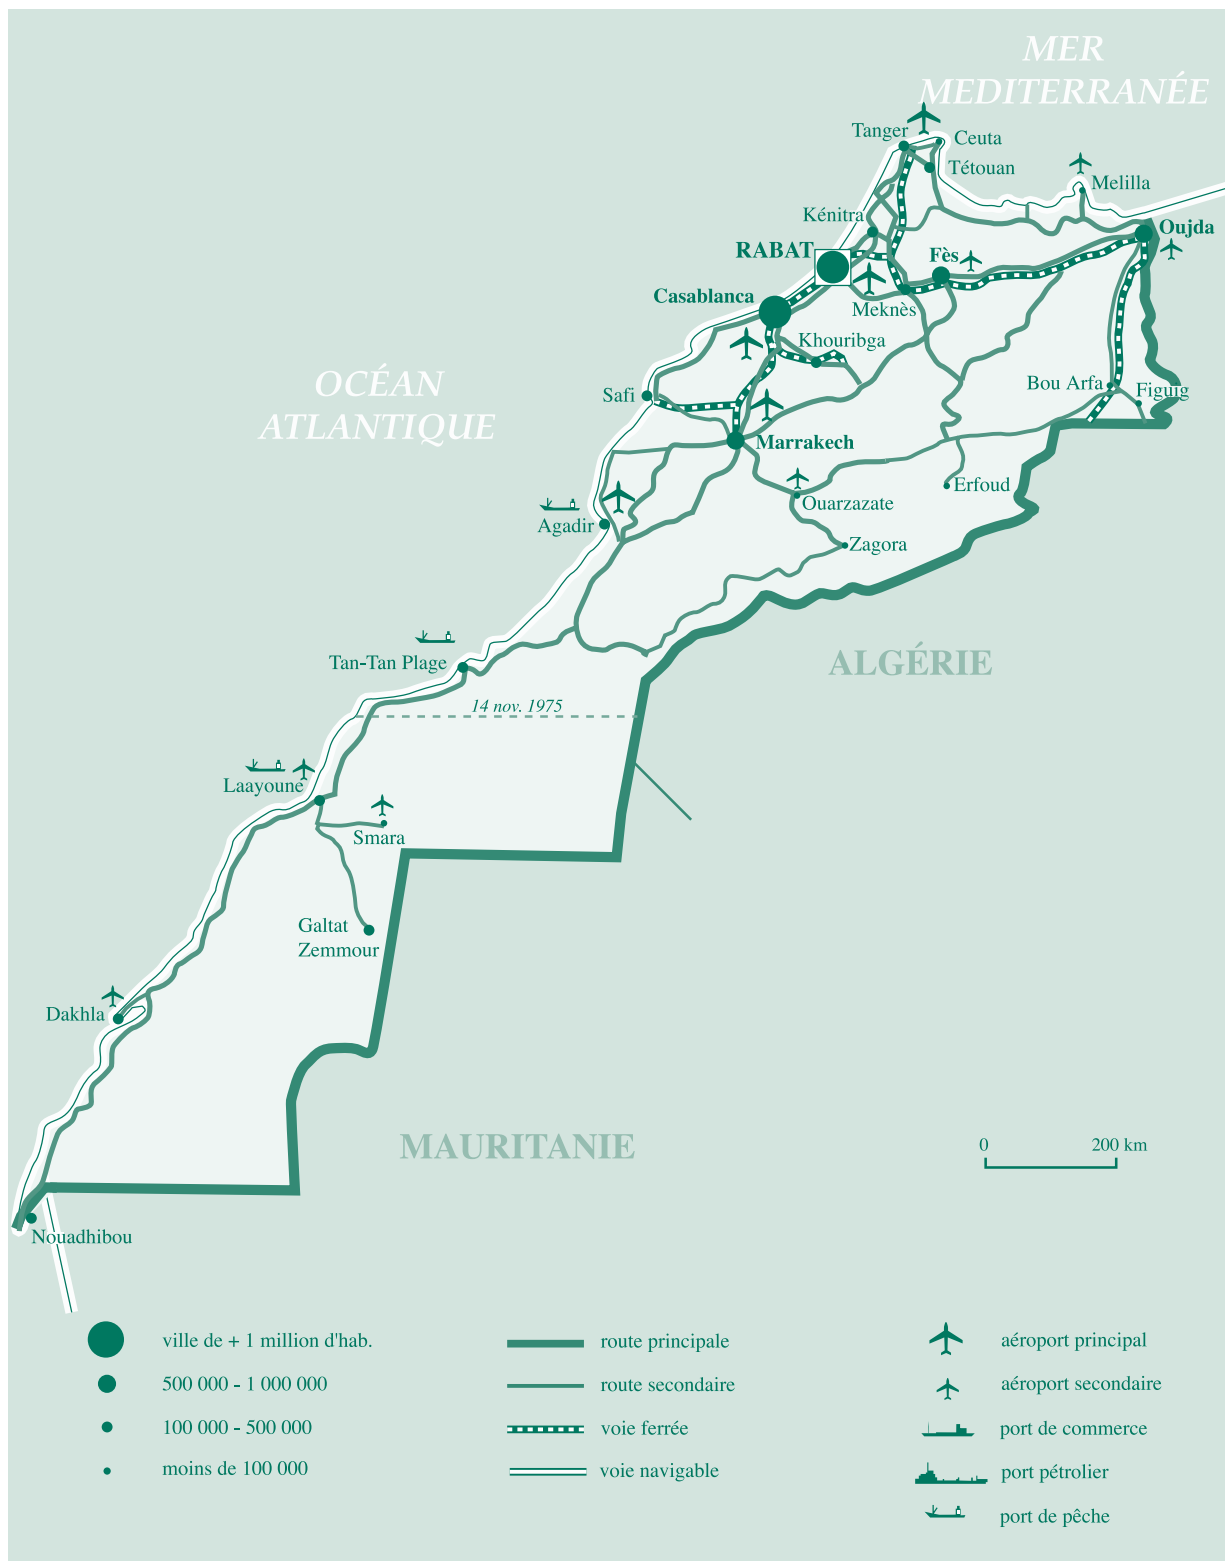 MER
MEDITERRANÉE
Tanger
Ceuta
Tétouan
Melilla
Kénitra
Oujda
RABAT
Fès
Casablanca
Meknès
Khouribga
OCÉAN
ATLANTIQUE
Safi
Bou Arfa
Figuig
Marrakech
Erfoud
Ouarzazate
Agadir
Zagora
Tan-Tan Plage
ALGÉRIE
14 nov. 1975
Laayoune
Smara
Galtat
Zemmour
Dakhla
MAURITANIE
0 200 km
Nouadhibou
ville de + 1 million d'hab.
500 000 - 1 000 000
100 000 - 500 000
moins de 100 000
route principale
route secondaire
voie ferrée
voie navigable
aéroport principal
aéroport secondaire
port de commerce
port pétrolier
port de pêche